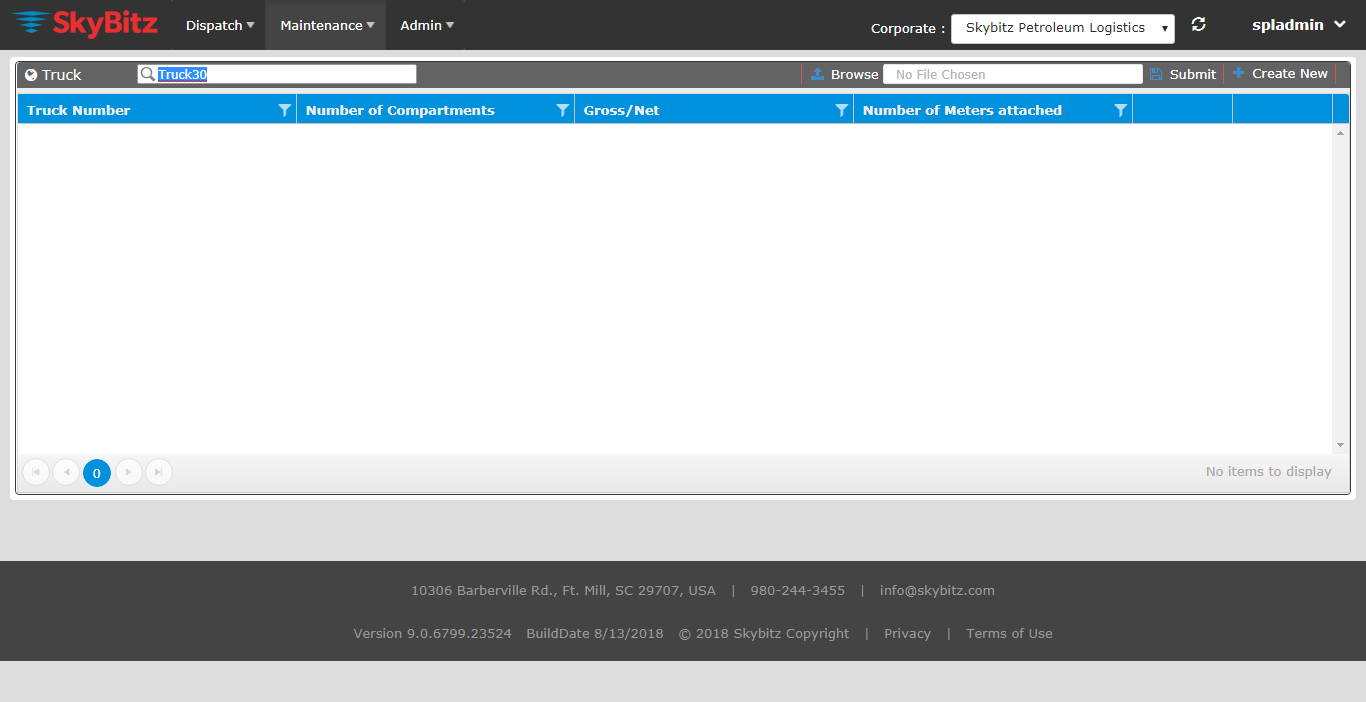 SkyBitz Dispatch Maintenance Admin Corporate : Skybitz Petroleum Logistics spladmin
Truck Truck30 Browse No File Chosen Submit Create New
Truck Number Number of Compartments Gross/Net Number of Meters attached
0 No items to display
10306 Barberville Rd., Ft. Mill, SC 29707, USA | 980-244-3455 | info@skybitz.com
Version 9.0.6799.23524 BuildDate 8/13/2018 © 2018 Skybitz Copyright | Privacy | Terms of Use